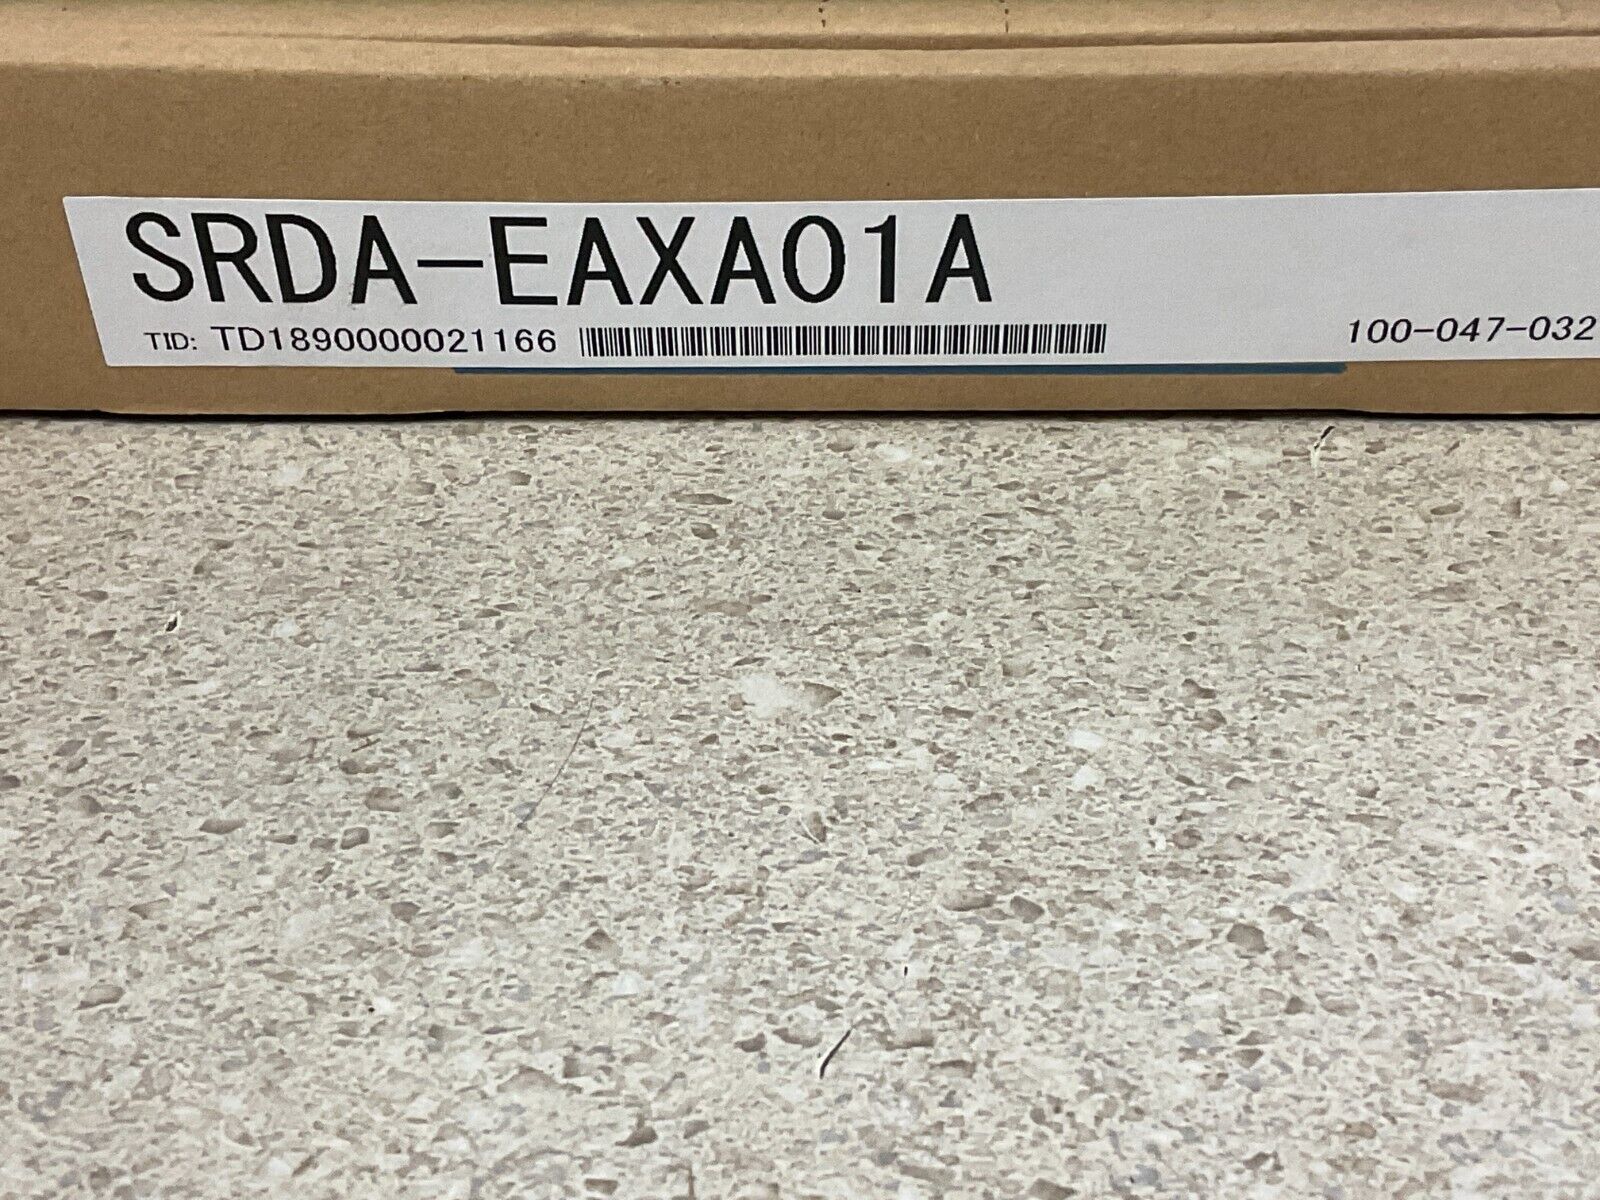 SRDA-EAXA01A
TID: TD1890000021166
100-047-032